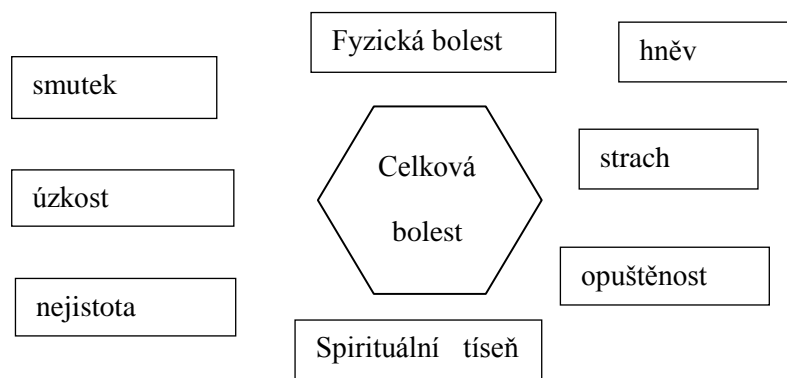 Fyzická bolest
hněv
smutek
Celková
bolest
strach
úzkost
opuštěnost
nejistota
Spirituální tíseň